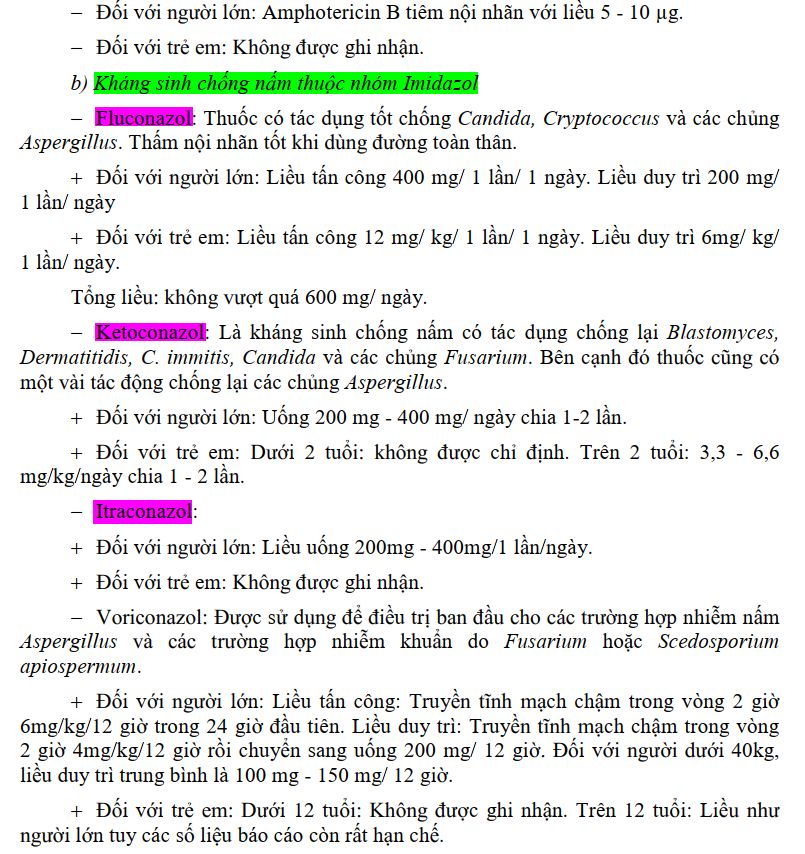 – Đối với người lớn: Amphotericin B tiêm nội nhãn với liều 5 - 10 µg.
– Đối với trẻ em: Không được ghi nhận.
b) Kháng sinh chống nấm thuộc nhóm Imidazol
– Fluconazol: Thuốc có tác dụng tốt chống Candida, Cryptococcus và các chủng
Aspergillus. Thấm nội nhãn tốt khi dùng đường toàn thân.
+ Đối với người lớn: Liều tấn công 400 mg/ 1 lần/ 1 ngày. Liều duy trì 200 mg/
1 lần/ ngày
+ Đối với trẻ em: Liều tấn công 12 mg/ kg/ 1 lần/ 1 ngày. Liều duy trì 6mg/ kg/
1 lần/ ngày.
Tổng liều: không vượt quá 600 mg/ ngày.
– Ketoconazol: Là kháng sinh chống nấm có tác dụng chống lại Blastomyces,
Dermatitidis, C. immitis, Candida và các chủng Fusarium. Bên cạnh đó thuốc cũng có
một vài tác động chống lại các chủng Aspergillus.
+ Đối với người lớn: Uống 200 mg - 400 mg/ ngày chia 1-2 lần.
+ Đối với trẻ em: Dưới 2 tuổi: không được chỉ định. Trên 2 tuổi: 3,3 - 6,6
mg/kg/ngày chia 1 - 2 lần.
– Itraconazol:
+ Đối với người lớn: Liều uống 200mg - 400mg/1 lần/ngày.
+ Đối với trẻ em: Không được ghi nhận.
– Voriconazol: Được sử dụng để điều trị ban đầu cho các trường hợp nhiễm nấm
Aspergillus và các trường hợp nhiễm khuẩn do Fusarium hoặc Scedosporium
apiospermum.
+ Đối với người lớn: Liều tấn công: Truyền tĩnh mạch chậm trong vòng 2 giờ
6mg/kg/12 giờ trong 24 giờ đầu tiên. Liều duy trì: Truyền tĩnh mạch chậm trong vòng
2 giờ 4mg/kg/12 giờ rồi chuyển sang uống 200 mg/ 12 giờ. Đối với người dưới 40kg,
liều duy trì trung bình là 100 mg - 150 mg/ 12 giờ.
+ Đối với trẻ em: Dưới 12 tuổi: Không được ghi nhận. Trên 12 tuổi: Liều như
người lớn tuy các số liệu báo cáo còn rất hạn chế.